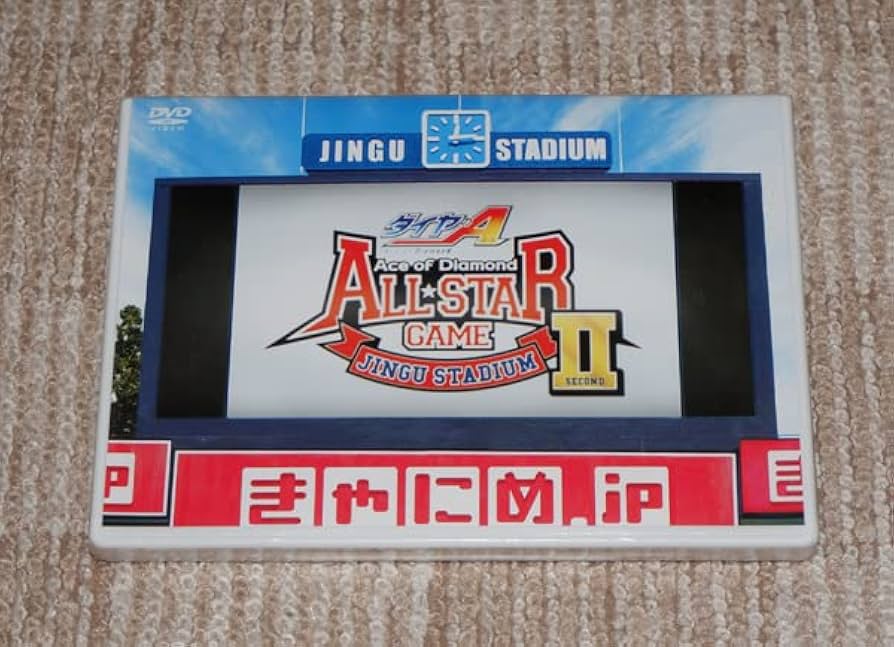 DVD
VIDEO
JINGU STADIUM
ダイヤのA
Ace of Diamond
ALL★STAR
GAME
JINGU STADIUM
II
SECOND
きゃにめ.jp